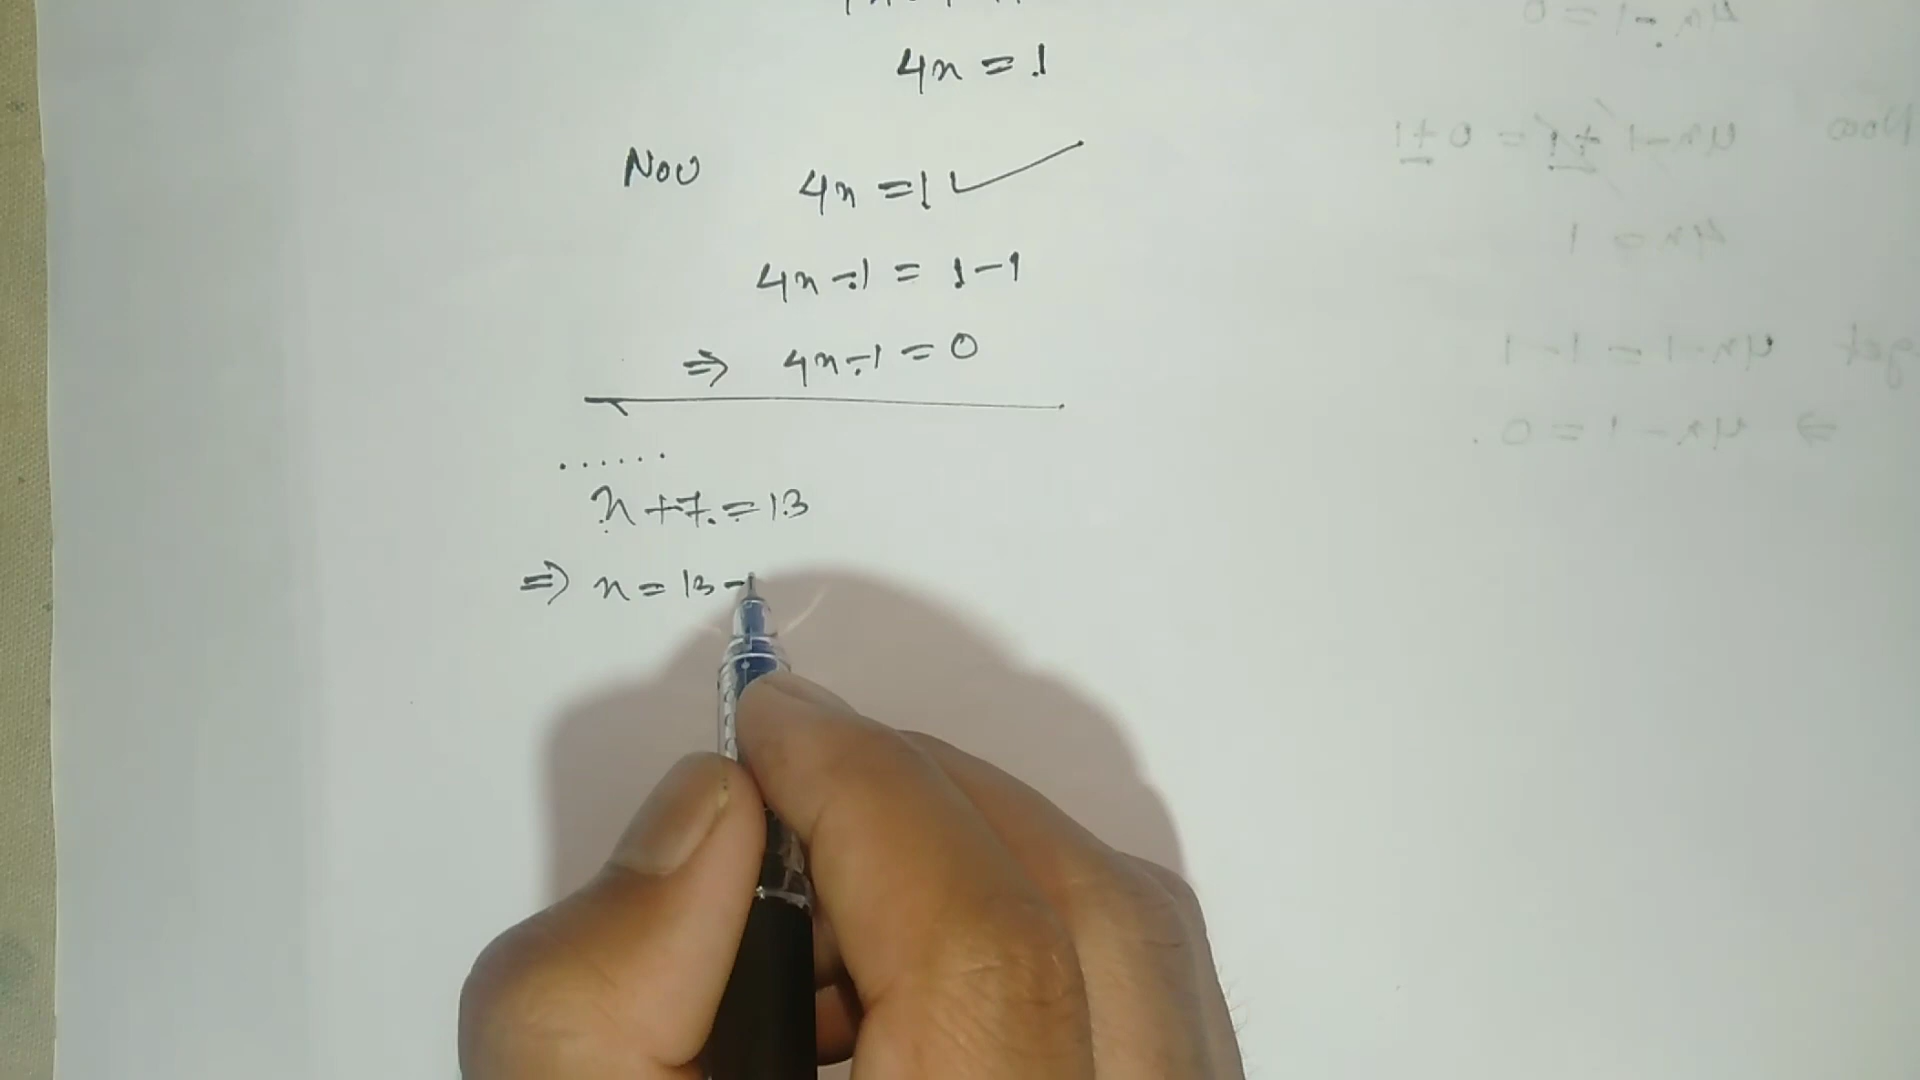 4x = 1
Now 4x = 1 ✓
4x - 1 = 1 - 1
⇒ 4x - 1 = 0
......
x + 7 = 13
⇒ x = 13 -